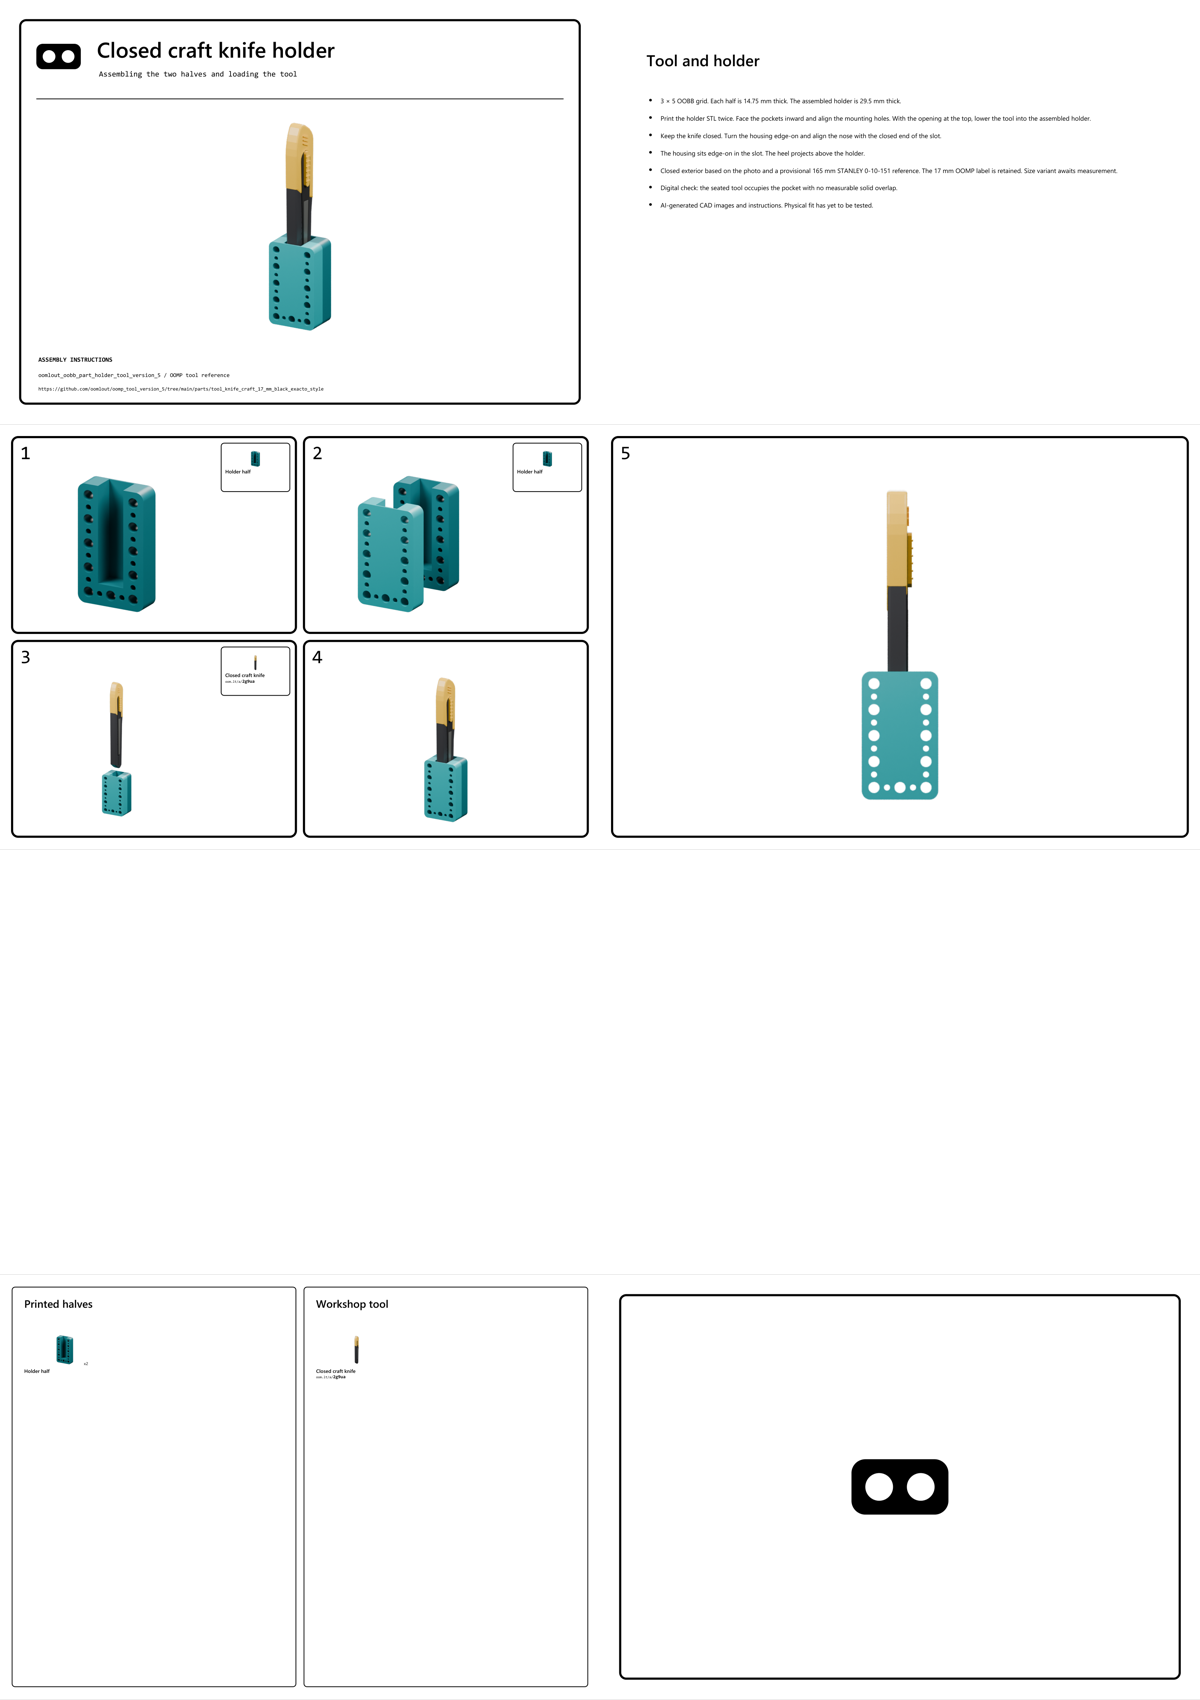 Closed craft knife holder
Assembling the two halves and loading the tool
ASSEMBLY INSTRUCTIONS
oomlout_oobb_part_holder_tool_version_5 / OOMP tool reference
https://github.com/oomlout/oomp_tool_version_5/tree/main/parts/tool_knife_craft_17_mm_black_exacto_style
Tool and holder
• 3 × 5 OOBB grid. Each half is 14.75 mm thick. The assembled holder is 29.5 mm thick.
• Print the holder STL twice. Face the pockets inward and align the mounting holes. With the opening at the top, lower the tool into the assembled holder.
• Keep the knife closed. Turn the housing edge-on and align the nose with the closed end of the slot.
• The housing sits edge-on in the slot. The heel projects above the holder.
• Closed exterior based on the photo and a provisional 165 mm STANLEY 0-10-151 reference. The 17 mm OOMP label is retained. Size variant awaits measurement.
• Digital check: the seated tool occupies the pocket with no measurable solid overlap.
• AI-generated CAD images and instructions. Physical fit has yet to be tested.
1
Holder half
2
Holder half
3
Closed craft knife
oom.lt/a/2g9ua
4
5
Printed halves
x2
Holder half
Workshop tool
Closed craft knife
oom.lt/a/2g9ua